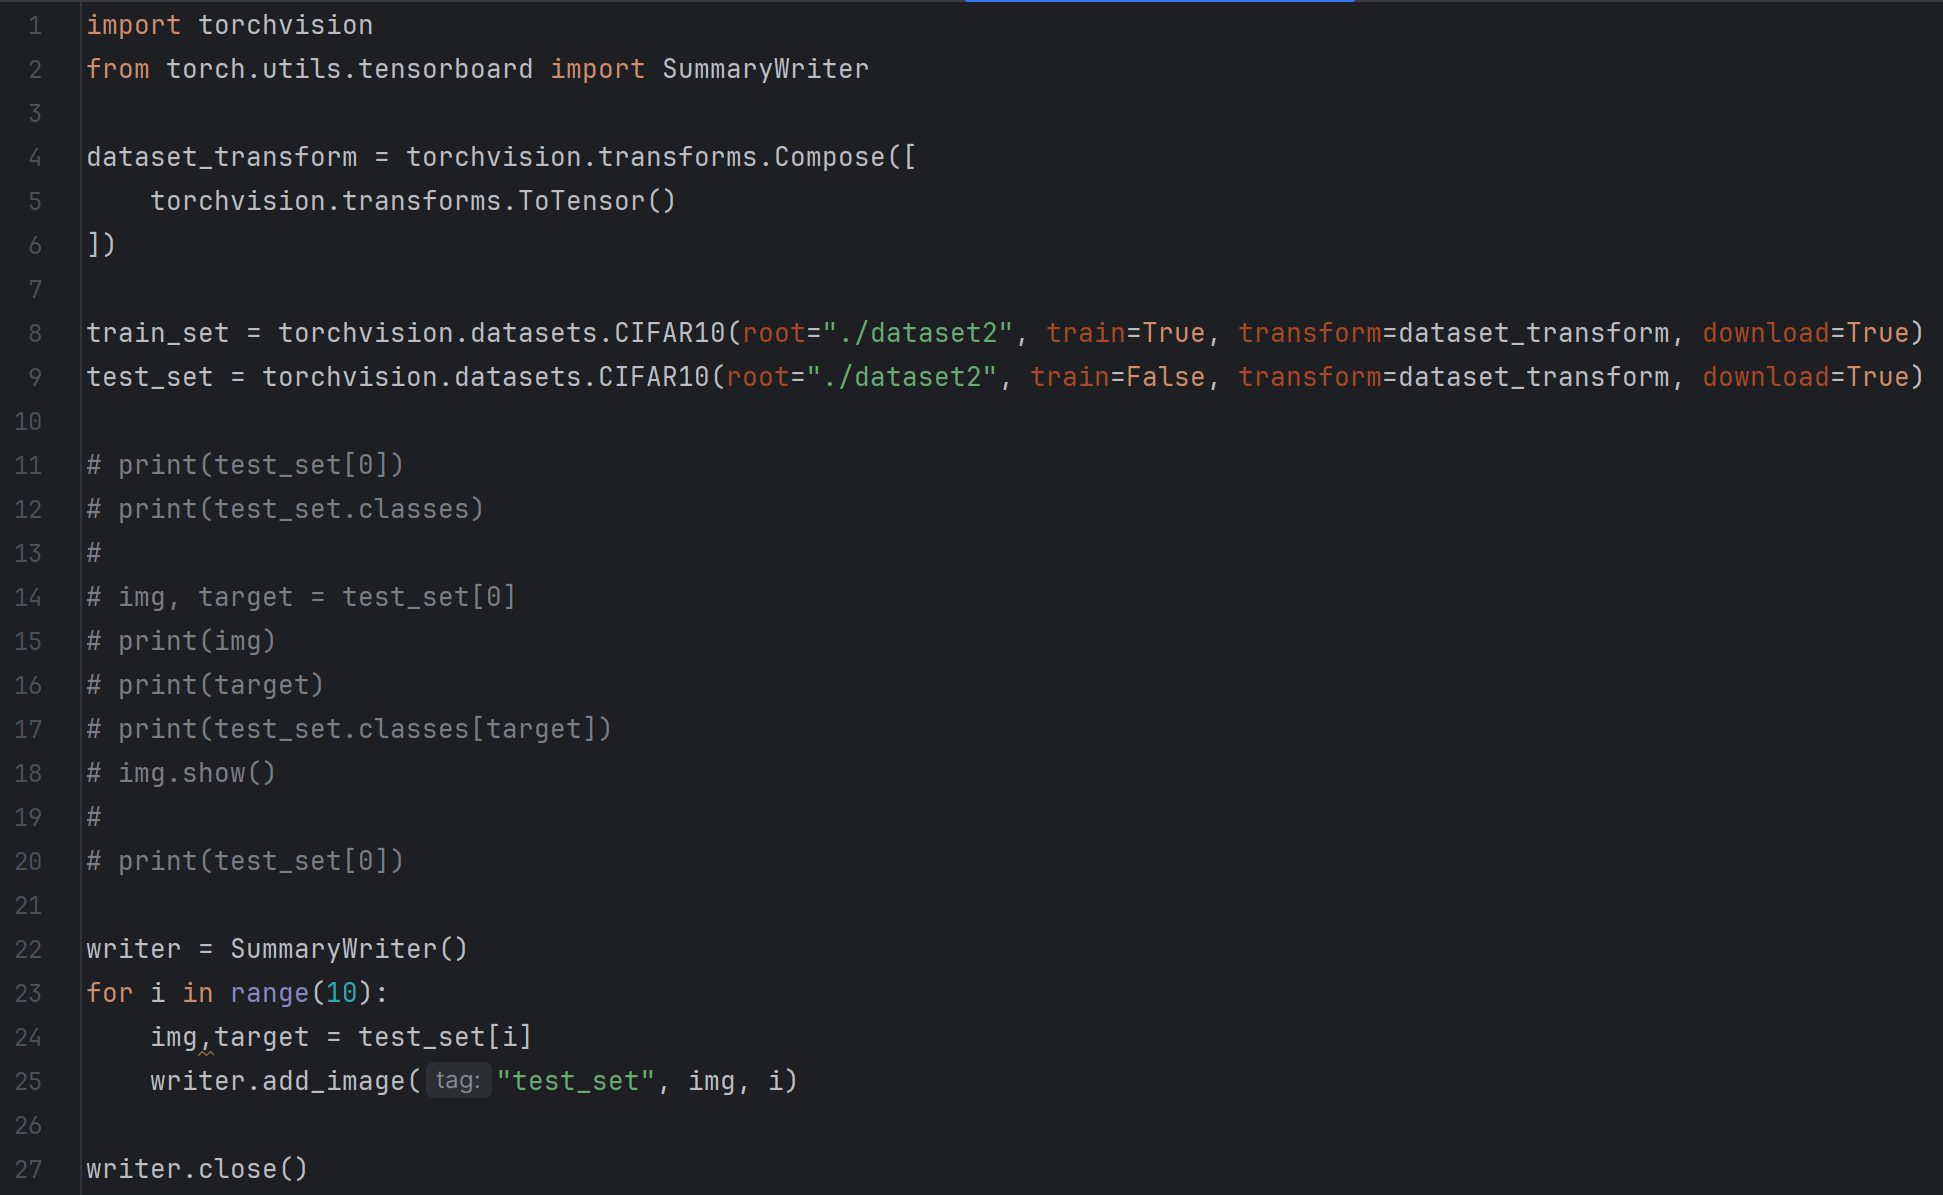 1 import torchvision
2 from torch.utils.tensorboard import SummaryWriter
3
4 dataset_transform = torchvision.transforms.Compose([
5     torchvision.transforms.ToTensor()
6 ])
7
8 train_set = torchvision.datasets.CIFAR10(root="./dataset2", train=True, transform=dataset_transform, download=True)
9 test_set = torchvision.datasets.CIFAR10(root="./dataset2", train=False, transform=dataset_transform, download=True)
10
11 # print(test_set[0])
12 # print(test_set.classes)
13 #
14 # img, target = test_set[0]
15 # print(img)
16 # print(target)
17 # print(test_set.classes[target])
18 # img.show()
19 #
20 # print(test_set[0])
21
22 writer = SummaryWriter()
23 for i in range(10):
24     img,target = test_set[i]
25     writer.add_image( tag: "test_set", img, i)
26
27 writer.close()